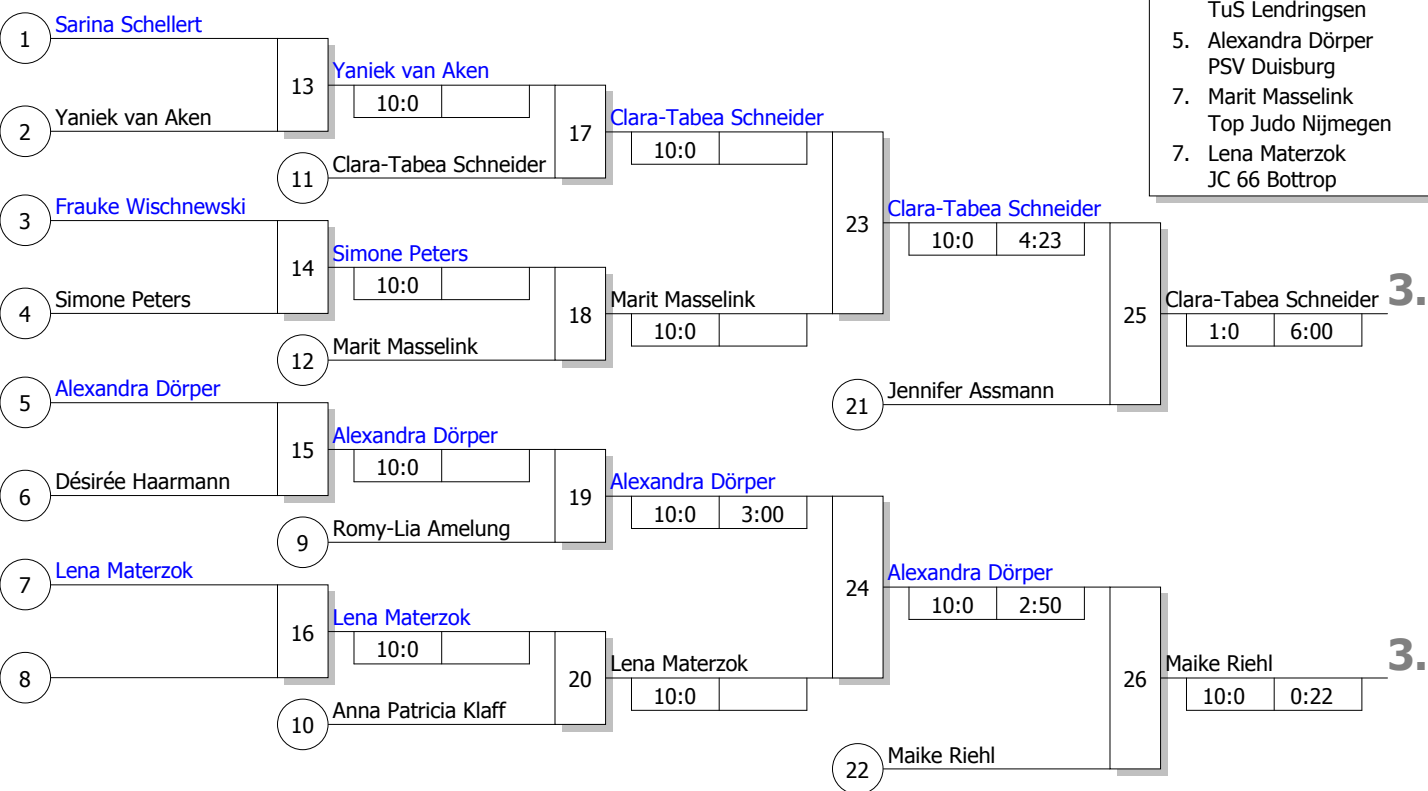 TuS Lendringsen
5. Alexandra Dörper
PSV Duisburg
7. Marit Masselink
Top Judo Nijmegen
7. Lena Materzok
JC 66 Bottrop
1 Sarina Schellert
13
Yaniek van Aken
10:0
2 Yaniek van Aken
17
Clara-Tabea Schneider
10:0
11 Clara-Tabea Schneider
3 Frauke Wischnewski
23
Clara-Tabea Schneider
10:0 4:23
14
Simone Peters
10:0
4 Simone Peters
18
Marit Masselink
10:0
12 Marit Masselink
25
Clara-Tabea Schneider 3.
1:0 6:00
5 Alexandra Dörper
21 Jennifer Assmann
15
Alexandra Dörper
10:0
6 Désirée Haarmann
19
Alexandra Dörper
10:0 3:00
9 Romy-Lia Amelung
7 Lena Materzok
24
Alexandra Dörper
10:0 2:50
16
Lena Materzok
10:0
8
20
Lena Materzok
10:0
10 Anna Patricia Klaff
26
Maike Riehl 3.
10:0 0:22
22 Maike Riehl